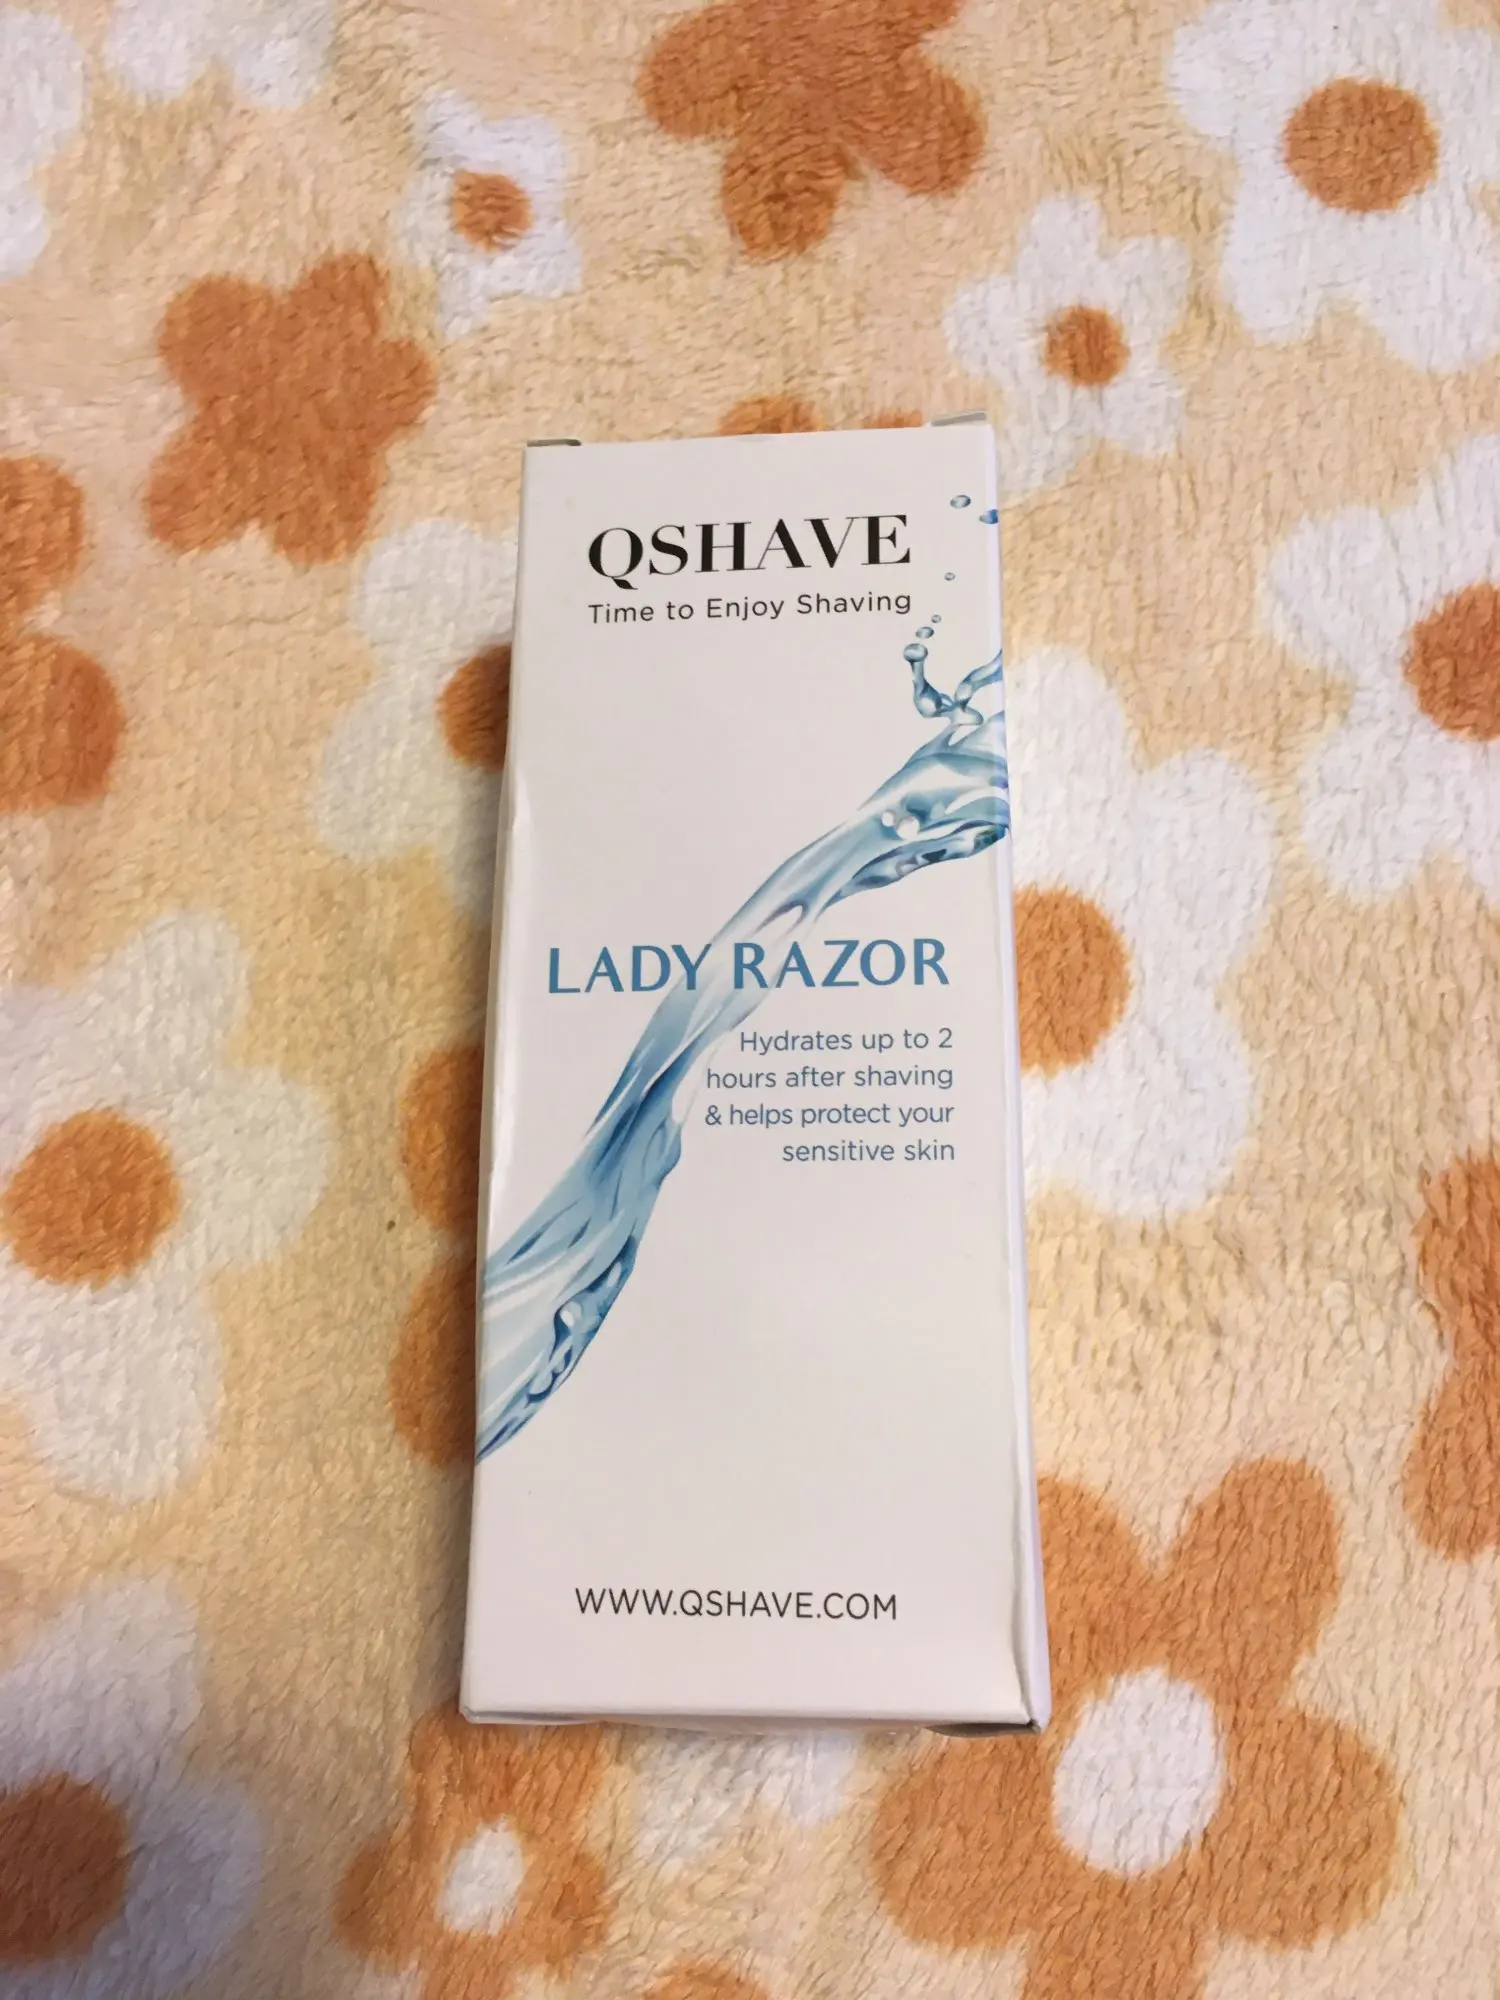 QSHAVE
Time to Enjoy Shaving
LADY RAZOR
Hydrates up to 2
hours after shaving
& helps protect your
sensitive skin
WWW.QSHAVE.COM